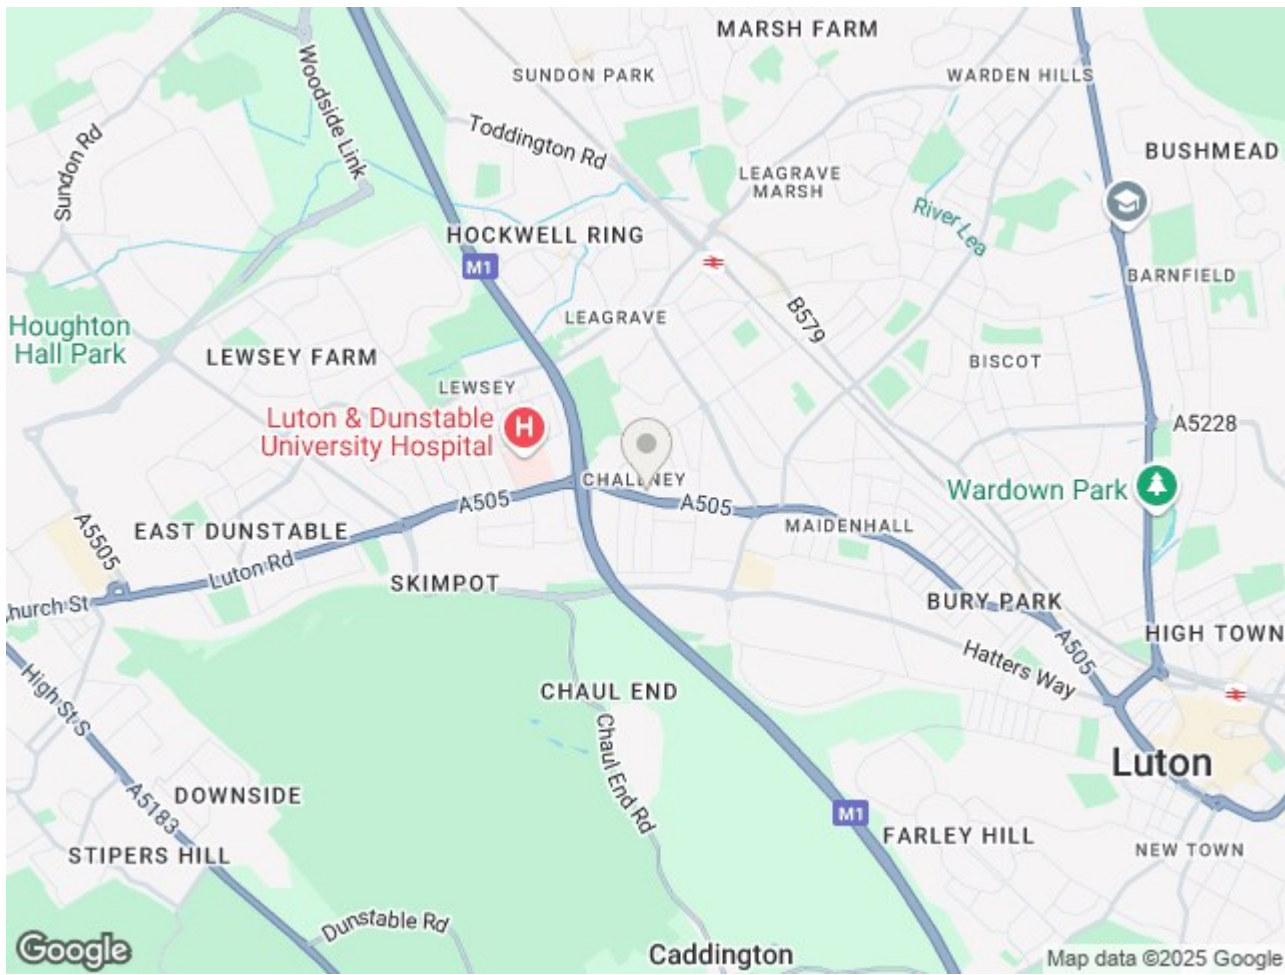 MARSH FARM
SUNDON PARK
WARDEN HILLS
Woodside Link
Sundon Rd
Toddington Rd
BUSHMEAD
LEAGRAVE
MARSH
River Lea
HOCKWELL RING
M1
BARNFIELD
B579
LEAGRAVE
Houghton
Hall Park
LEWSEY FARM
BISCOT
LEWSEY
Luton & Dunstable
University Hospital
H
A5228
CHALLNEY
Wardown Park
A505
A505
MAIDENHALL
A5505
EAST DUNSTABLE
Luton Rd
SKIMPOT
Church St
BURY PARK
A505
HIGH TOWN
Hatters Way
High St S
CHAUL END
Chaul End Rd
Luton
DOWNSIDE
A5183
M1
FARLEY HILL
STIPERS HILL
NEW TOWN
Dunstable Rd
Caddington
Google
Map data ©2025 Google